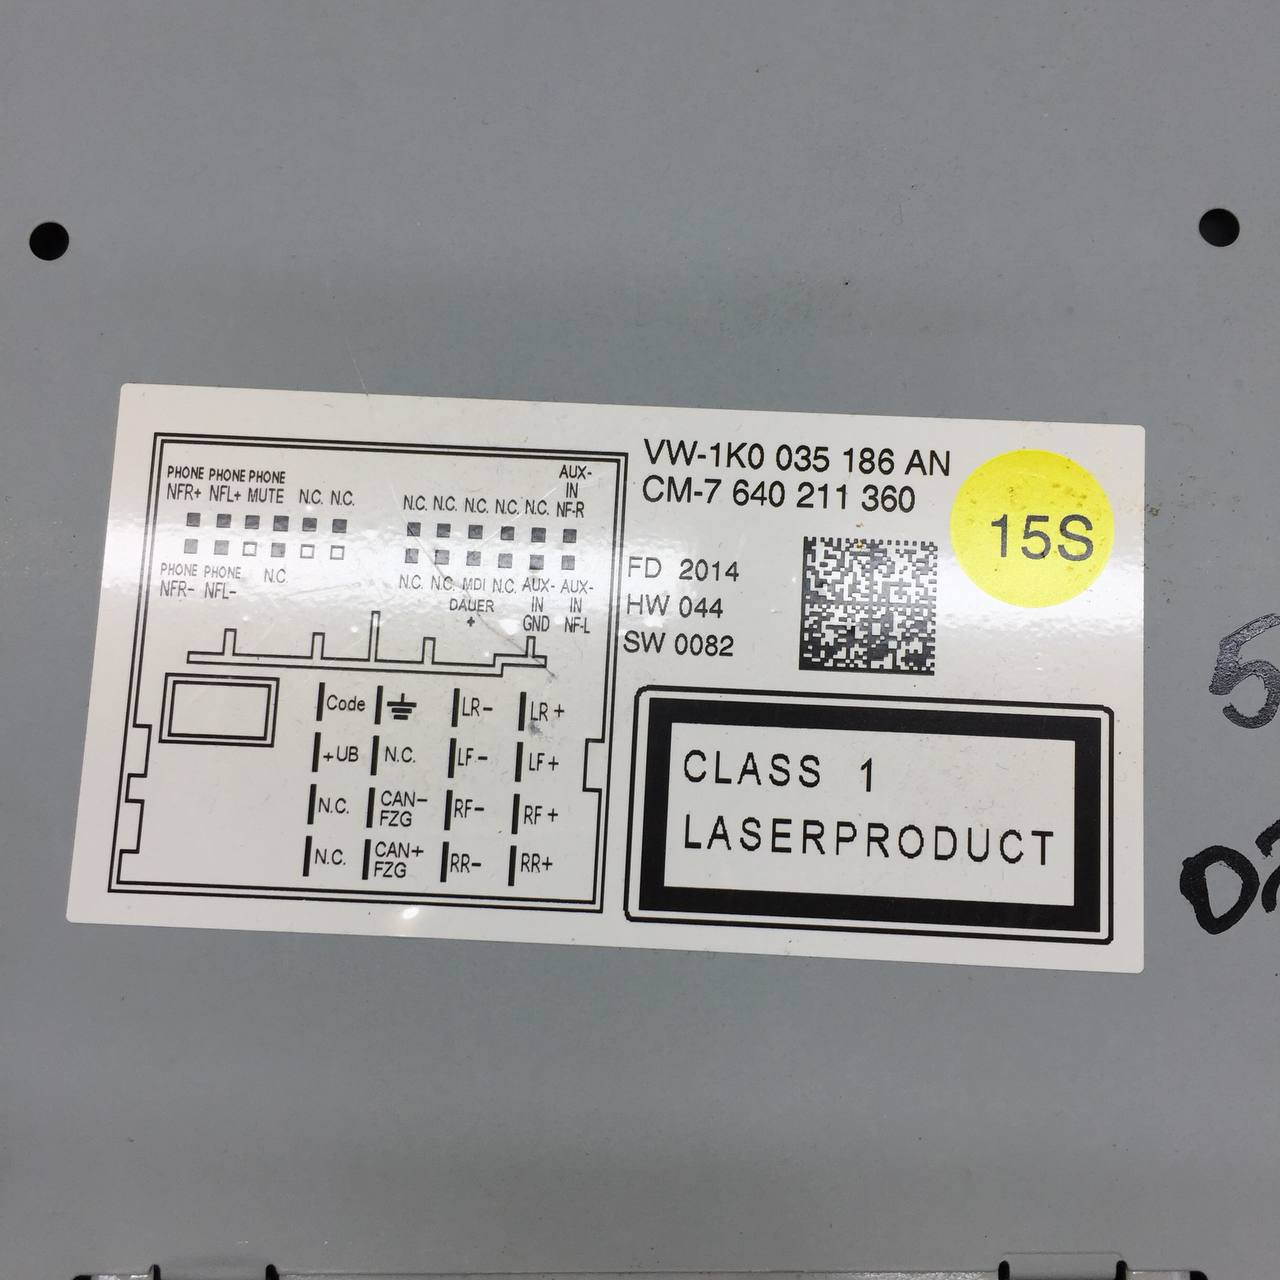 VW-1K0 035 186 AN
CM-7 640 211 360
15S
FD 2014
HW 044
SW 0082
CLASS 1
LASERPRODUCT
PHONE PHONE PHONE
NFR+ NFL+ MUTE N.C. N.C.
PHONE PHONE N.C.
NFR- NFL-
AUX-
IN
N.C. N.C. N.C. N.C. N.C. NF-R
N.C. N.C. MDI N.C. AUX- AUX-
DAUER IN IN
+ GND NF-L
Code LR- LR+
+UB N.C. LF- LF+
N.C. CAN- FZG RF- RF+
N.C. CAN+ FZG RR- RR+
5